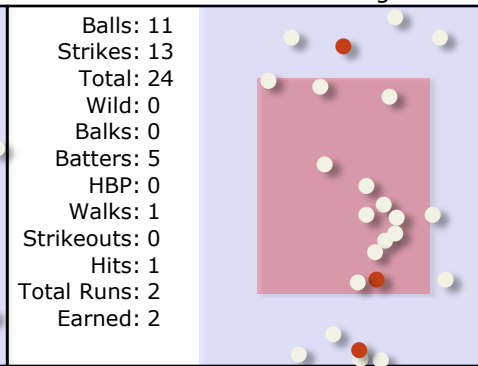 Balls: 11
Strikes: 13
Total: 24
Wild: 0
Balks: 0
Batters: 5
HBP: 0
Walks: 1
Strikeouts: 0
Hits: 1
Total Runs: 2
Earned: 2